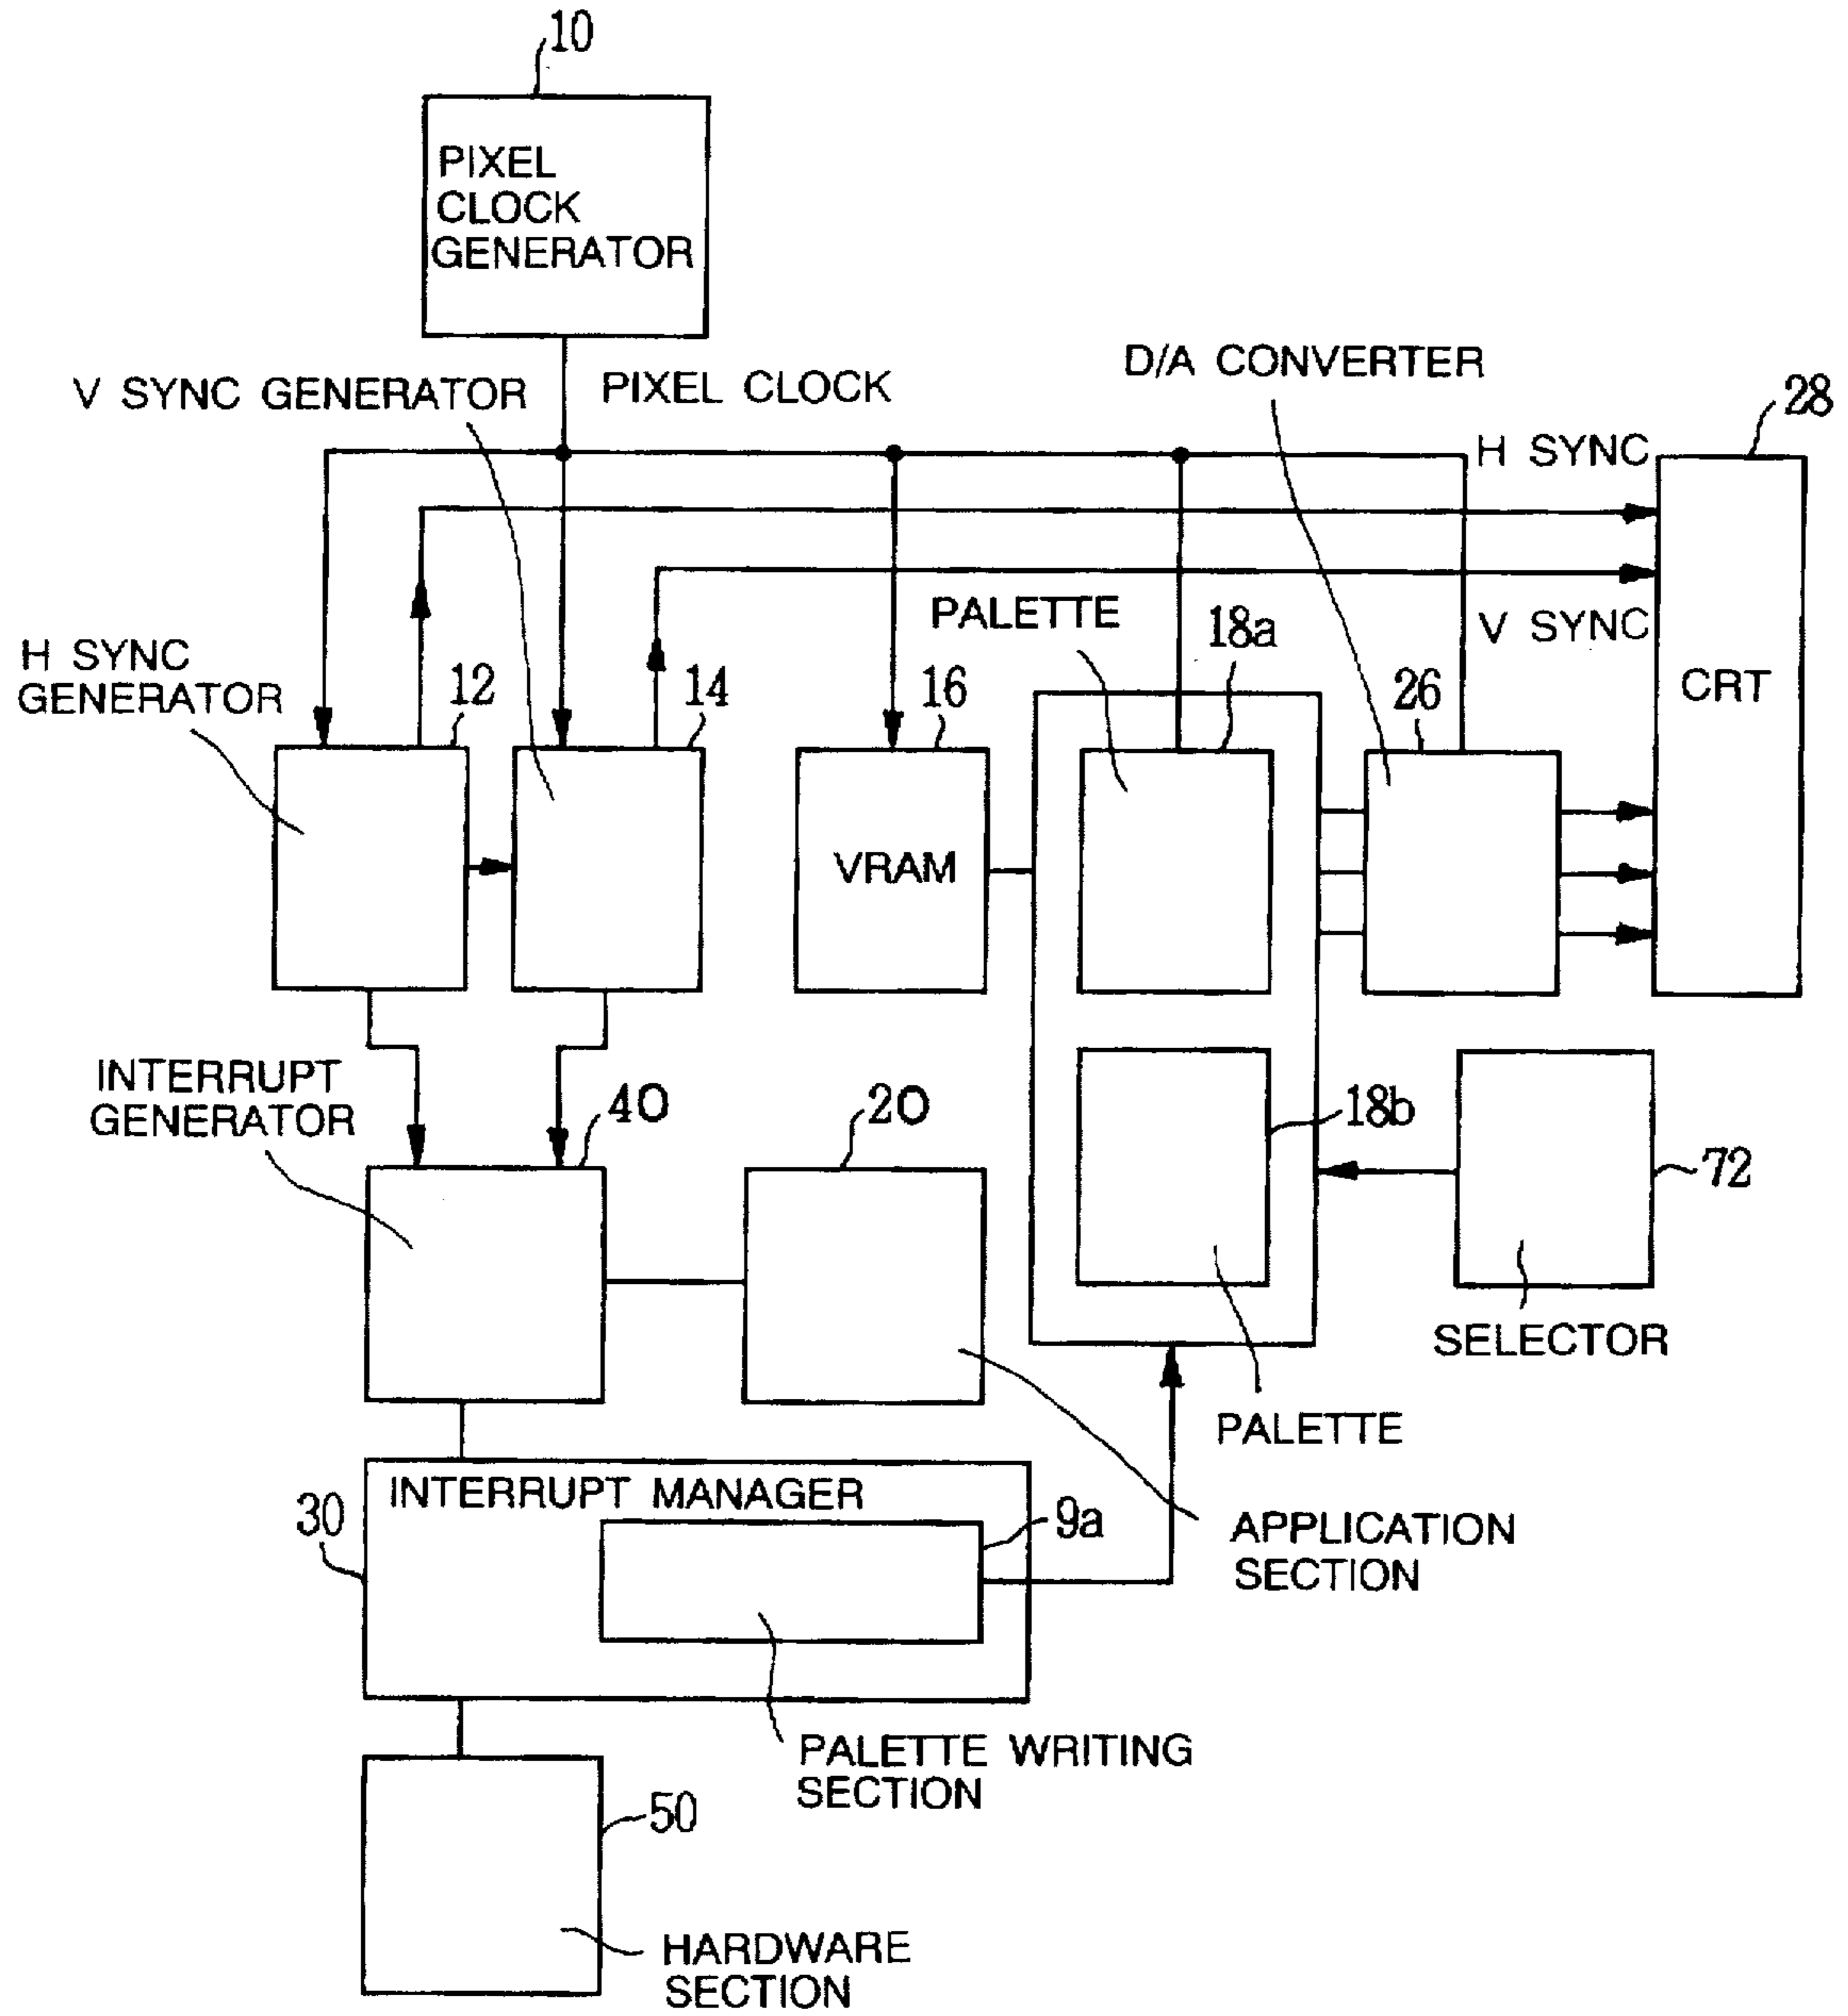 10
PIXEL
CLOCK
GENERATOR
D/A CONVERTER
V SYNC GENERATOR
PIXEL CLOCK
28
H SYNC
PALETTE
V SYNC
18a
H SYNC
GENERATOR
12
14
16
26
CRT
VRAM
INTERRUPT
GENERATOR
40
20
18b
72
SELECTOR
PALETTE
INTERRUPT MANAGER
30
9a
APPLICATION
SECTION
PALETTE WRITING
SECTION
50
HARDWARE
SECTION